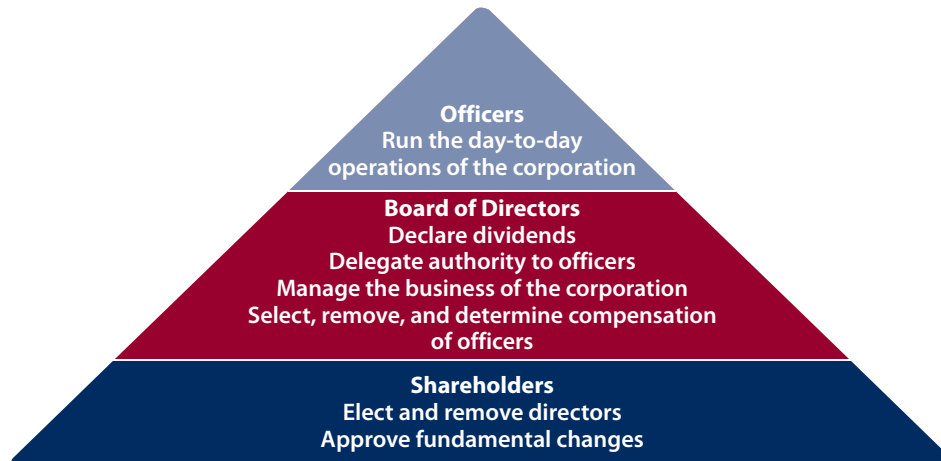 Officers
Run the day-to-day
operations of the corporation
Board of Directors
Declare dividends
Delegate authority to officers
Manage the business of the corporation
Select, remove, and determine compensation
of officers
Shareholders
Elect and remove directors
Approve fundamental changes